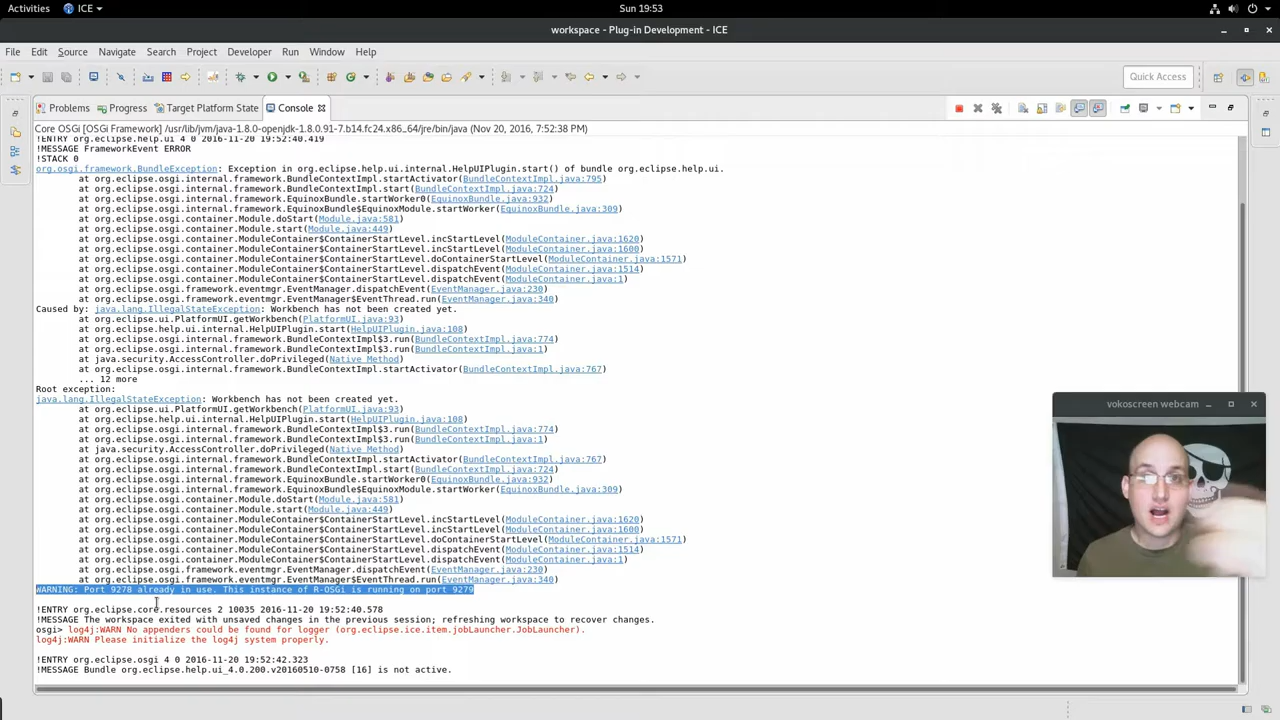 Activities ICE Sun 19:53
workspace - Plug-in Development - ICE
File Edit Source Navigate Search Project Developer Run Window Help
Quick Access
Problems Progress Target Platform State Console
Core OSGi [OSGi Framework] /usr/lib/jvm/java-1.8.0-openjdk-1.8.0.91-7.b14.fc24.x86_64/jre/bin/java (Nov 20, 2016, 7:52:38 PM)
!ENTRY org.eclipse.help.ui 4 0 2016-11-20 19:52:40.419
!MESSAGE FrameworkEvent ERROR
!STACK 0
org.osgi.framework.BundleException: Exception in org.eclipse.help.ui.internal.HelpUIPlugin.start() of bundle org.eclipse.help.ui.
at org.eclipse.osgi.internal.framework.BundleContextImpl.startActivator(BundleContextImpl.java:795)
at org.eclipse.osgi.internal.framework.BundleContextImpl.start(BundleContextImpl.java:724)
at org.eclipse.osgi.internal.framework.EquinoxBundle.startWorker0(EquinoxBundle.java:932)
at org.eclipse.osgi.internal.framework.EquinoxBundle$EquinoxModule.startWorker(EquinoxBundle.java:309)
at org.eclipse.osgi.container.Module.doStart(Module.java:581)
at org.eclipse.osgi.container.Module.start(Module.java:449)
at org.eclipse.osgi.container.ModuleContainer$ContainerStartLevel.incStartLevel(ModuleContainer.java:1620)
at org.eclipse.osgi.container.ModuleContainer$ContainerStartLevel.incStartLevel(ModuleContainer.java:1600)
at org.eclipse.osgi.container.ModuleContainer$ContainerStartLevel.doContainerStartLevel(ModuleContainer.java:1571)
at org.eclipse.osgi.container.ModuleContainer$ContainerStartLevel.dispatchEvent(ModuleContainer.java:1514)
at org.eclipse.osgi.container.ModuleContainer$ContainerStartLevel.dispatchEvent(ModuleContainer.java:1)
at org.eclipse.osgi.framework.eventmgr.EventManager.dispatchEvent(EventManager.java:230)
at org.eclipse.osgi.framework.eventmgr.EventManager$EventThread.run(EventManager.java:340)
Caused by: java.lang.IllegalStateException: Workbench has not been created yet.
at org.eclipse.ui.PlatformUI.getWorkbench(PlatformUI.java:93)
at org.eclipse.help.ui.internal.HelpUIPlugin.start(HelpUIPlugin.java:108)
at org.eclipse.osgi.internal.framework.BundleContextImpl$3.run(BundleContextImpl.java:774)
at org.eclipse.osgi.internal.framework.BundleContextImpl$3.run(BundleContextImpl.java:1)
at java.security.AccessController.doPrivileged(Native Method)
at org.eclipse.osgi.internal.framework.BundleContextImpl.startActivator(BundleContextImpl.java:767)
... 12 more
Root exception:
java.lang.IllegalStateException: Workbench has not been created yet.
at org.eclipse.ui.PlatformUI.getWorkbench(PlatformUI.java:93)
at org.eclipse.help.ui.internal.HelpUIPlugin.start(HelpUIPlugin.java:108)
at org.eclipse.osgi.internal.framework.BundleContextImpl$3.run(BundleContextImpl.java:774)
at org.eclipse.osgi.internal.framework.BundleContextImpl$3.run(BundleContextImpl.java:1)
at java.security.AccessController.doPrivileged(Native Method)
at org.eclipse.osgi.internal.framework.BundleContextImpl.startActivator(BundleContextImpl.java:767)
at org.eclipse.osgi.internal.framework.BundleContextImpl.start(BundleContextImpl.java:724)
at org.eclipse.osgi.internal.framework.EquinoxBundle.startWorker0(EquinoxBundle.java:932)
at org.eclipse.osgi.internal.framework.EquinoxBundle$EquinoxModule.startWorker(EquinoxBundle.java:309)
at org.eclipse.osgi.container.Module.doStart(Module.java:581)
at org.eclipse.osgi.container.Module.start(Module.java:449)
at org.eclipse.osgi.container.ModuleContainer$ContainerStartLevel.incStartLevel(ModuleContainer.java:1620)
at org.eclipse.osgi.container.ModuleContainer$ContainerStartLevel.incStartLevel(ModuleContainer.java:1600)
at org.eclipse.osgi.container.ModuleContainer$ContainerStartLevel.doContainerStartLevel(ModuleContainer.java:1571)
at org.eclipse.osgi.container.ModuleContainer$ContainerStartLevel.dispatchEvent(ModuleContainer.java:1514)
at org.eclipse.osgi.container.ModuleContainer$ContainerStartLevel.dispatchEvent(ModuleContainer.java:1)
at org.eclipse.osgi.framework.eventmgr.EventManager.dispatchEvent(EventManager.java:230)
at org.eclipse.osgi.framework.eventmgr.EventManager$EventThread.run(EventManager.java:340)
WARNING: Port 9278 already in use. This instance of R-OSGi is running on port 9279
!ENTRY org.eclipse.core.resources 2 10035 2016-11-20 19:52:40.578
!MESSAGE The workspace exited with unsaved changes in the previous session; refreshing workspace to recover changes.
osgi> log4j:WARN No appenders could be found for logger (org.eclipse.ice.item.jobLauncher.JobLauncher).
log4j:WARN Please initialize the log4j system properly.
!ENTRY org.eclipse.osgi 4 0 2016-11-20 19:52:42.323
!MESSAGE Bundle org.eclipse.help.ui_4.0.200.v20160510-0758 [16] is not active.
vokoscreen webcam